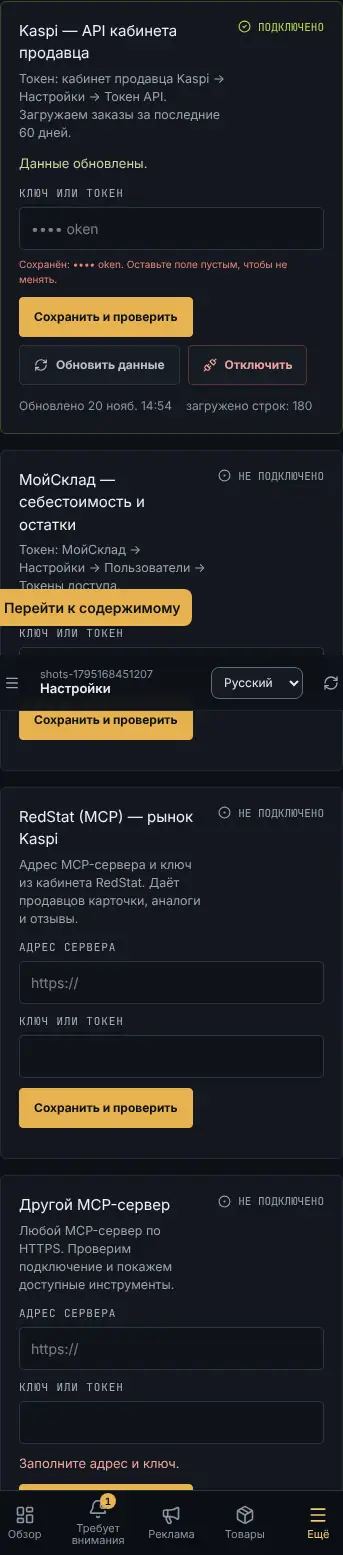 Kaspi — API кабинета продавца
ПОДКЛЮЧЕНО
Токен: кабинет продавца Kaspi →
Настройки → Токен API.
Загружаем заказы за последние
60 дней.
Данные обновлены.
КЛЮЧ ИЛИ ТОКЕН
•••• oken
Сохранён: •••• oken. Оставьте поле пустым, чтобы не
менять.
Сохранить и проверить
Обновить данные
Отключить
Обновлено 20 нояб. 14:54
загружено строк: 180
МойСклад —
себестоимость и
остатки
НЕ ПОДКЛЮЧЕНО
Токен: МойСклад →
Настройки → Пользователи →
Токены доступа.
Перейти к содержимому
КЛЮЧ ИЛИ ТОКЕН
shots-1795168451207
Настройки
Русский
Сохранить и проверить
RedStat (MCP) — рынок
Kaspi
НЕ ПОДКЛЮЧЕНО
Адрес MCP-сервера и ключ
из кабинета RedStat. Даёт
продавцов карточки, аналоги
и отзывы.
АДРЕС СЕРВЕРА
https://
КЛЮЧ ИЛИ ТОКЕН
Сохранить и проверить
Другой MCP-сервер
НЕ ПОДКЛЮЧЕНО
Любой MCP-сервер по
HTTPS. Проверим
подключение и покажем
доступные инструменты.
АДРЕС СЕРВЕРА
https://
КЛЮЧ ИЛИ ТОКЕН
Заполните адрес и ключ.
Обзор
1
Требует
внимания
Реклама
Товары
Ещё